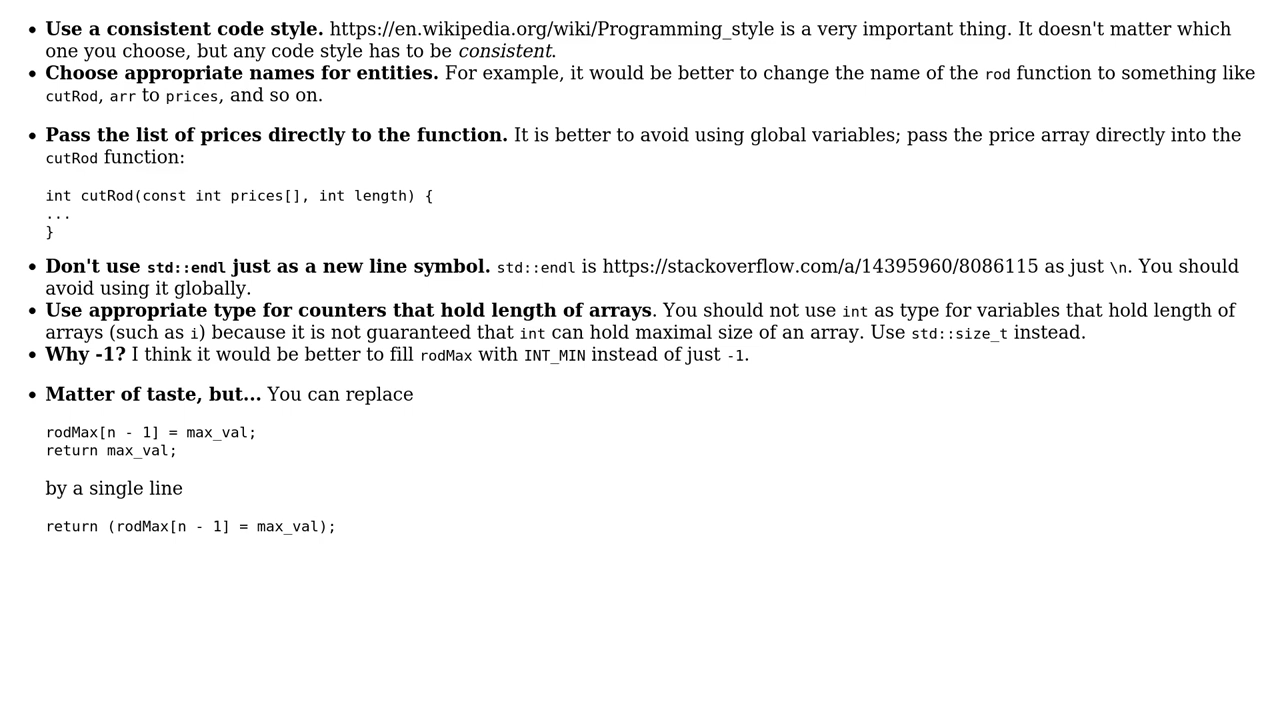 • Use a consistent code style. https://en.wikipedia.org/wiki/Programming_style is a very important thing. It doesn't matter which
one you choose, but any code style has to be consistent.
• Choose appropriate names for entities. For example, it would be better to change the name of the rod function to something like
cutRod, arr to prices, and so on.
• Pass the list of prices directly to the function. It is better to avoid using global variables; pass the price array directly into the
cutRod function:
int cutRod(const int prices[], int length) {
...
}
• Don't use std::endl just as a new line symbol. std::endl is https://stackoverflow.com/a/14395960/8086115 as just \n. You should
avoid using it globally.
• Use appropriate type for counters that hold length of arrays. You should not use int as type for variables that hold length of
arrays (such as i) because it is not guaranteed that int can hold maximal size of an array. Use std::size_t instead.
• Why -1? I think it would be better to fill rodMax with INT_MIN instead of just -1.
• Matter of taste, but... You can replace
rodMax[n - 1] = max_val;
return max_val;
by a single line
return (rodMax[n - 1] = max_val);